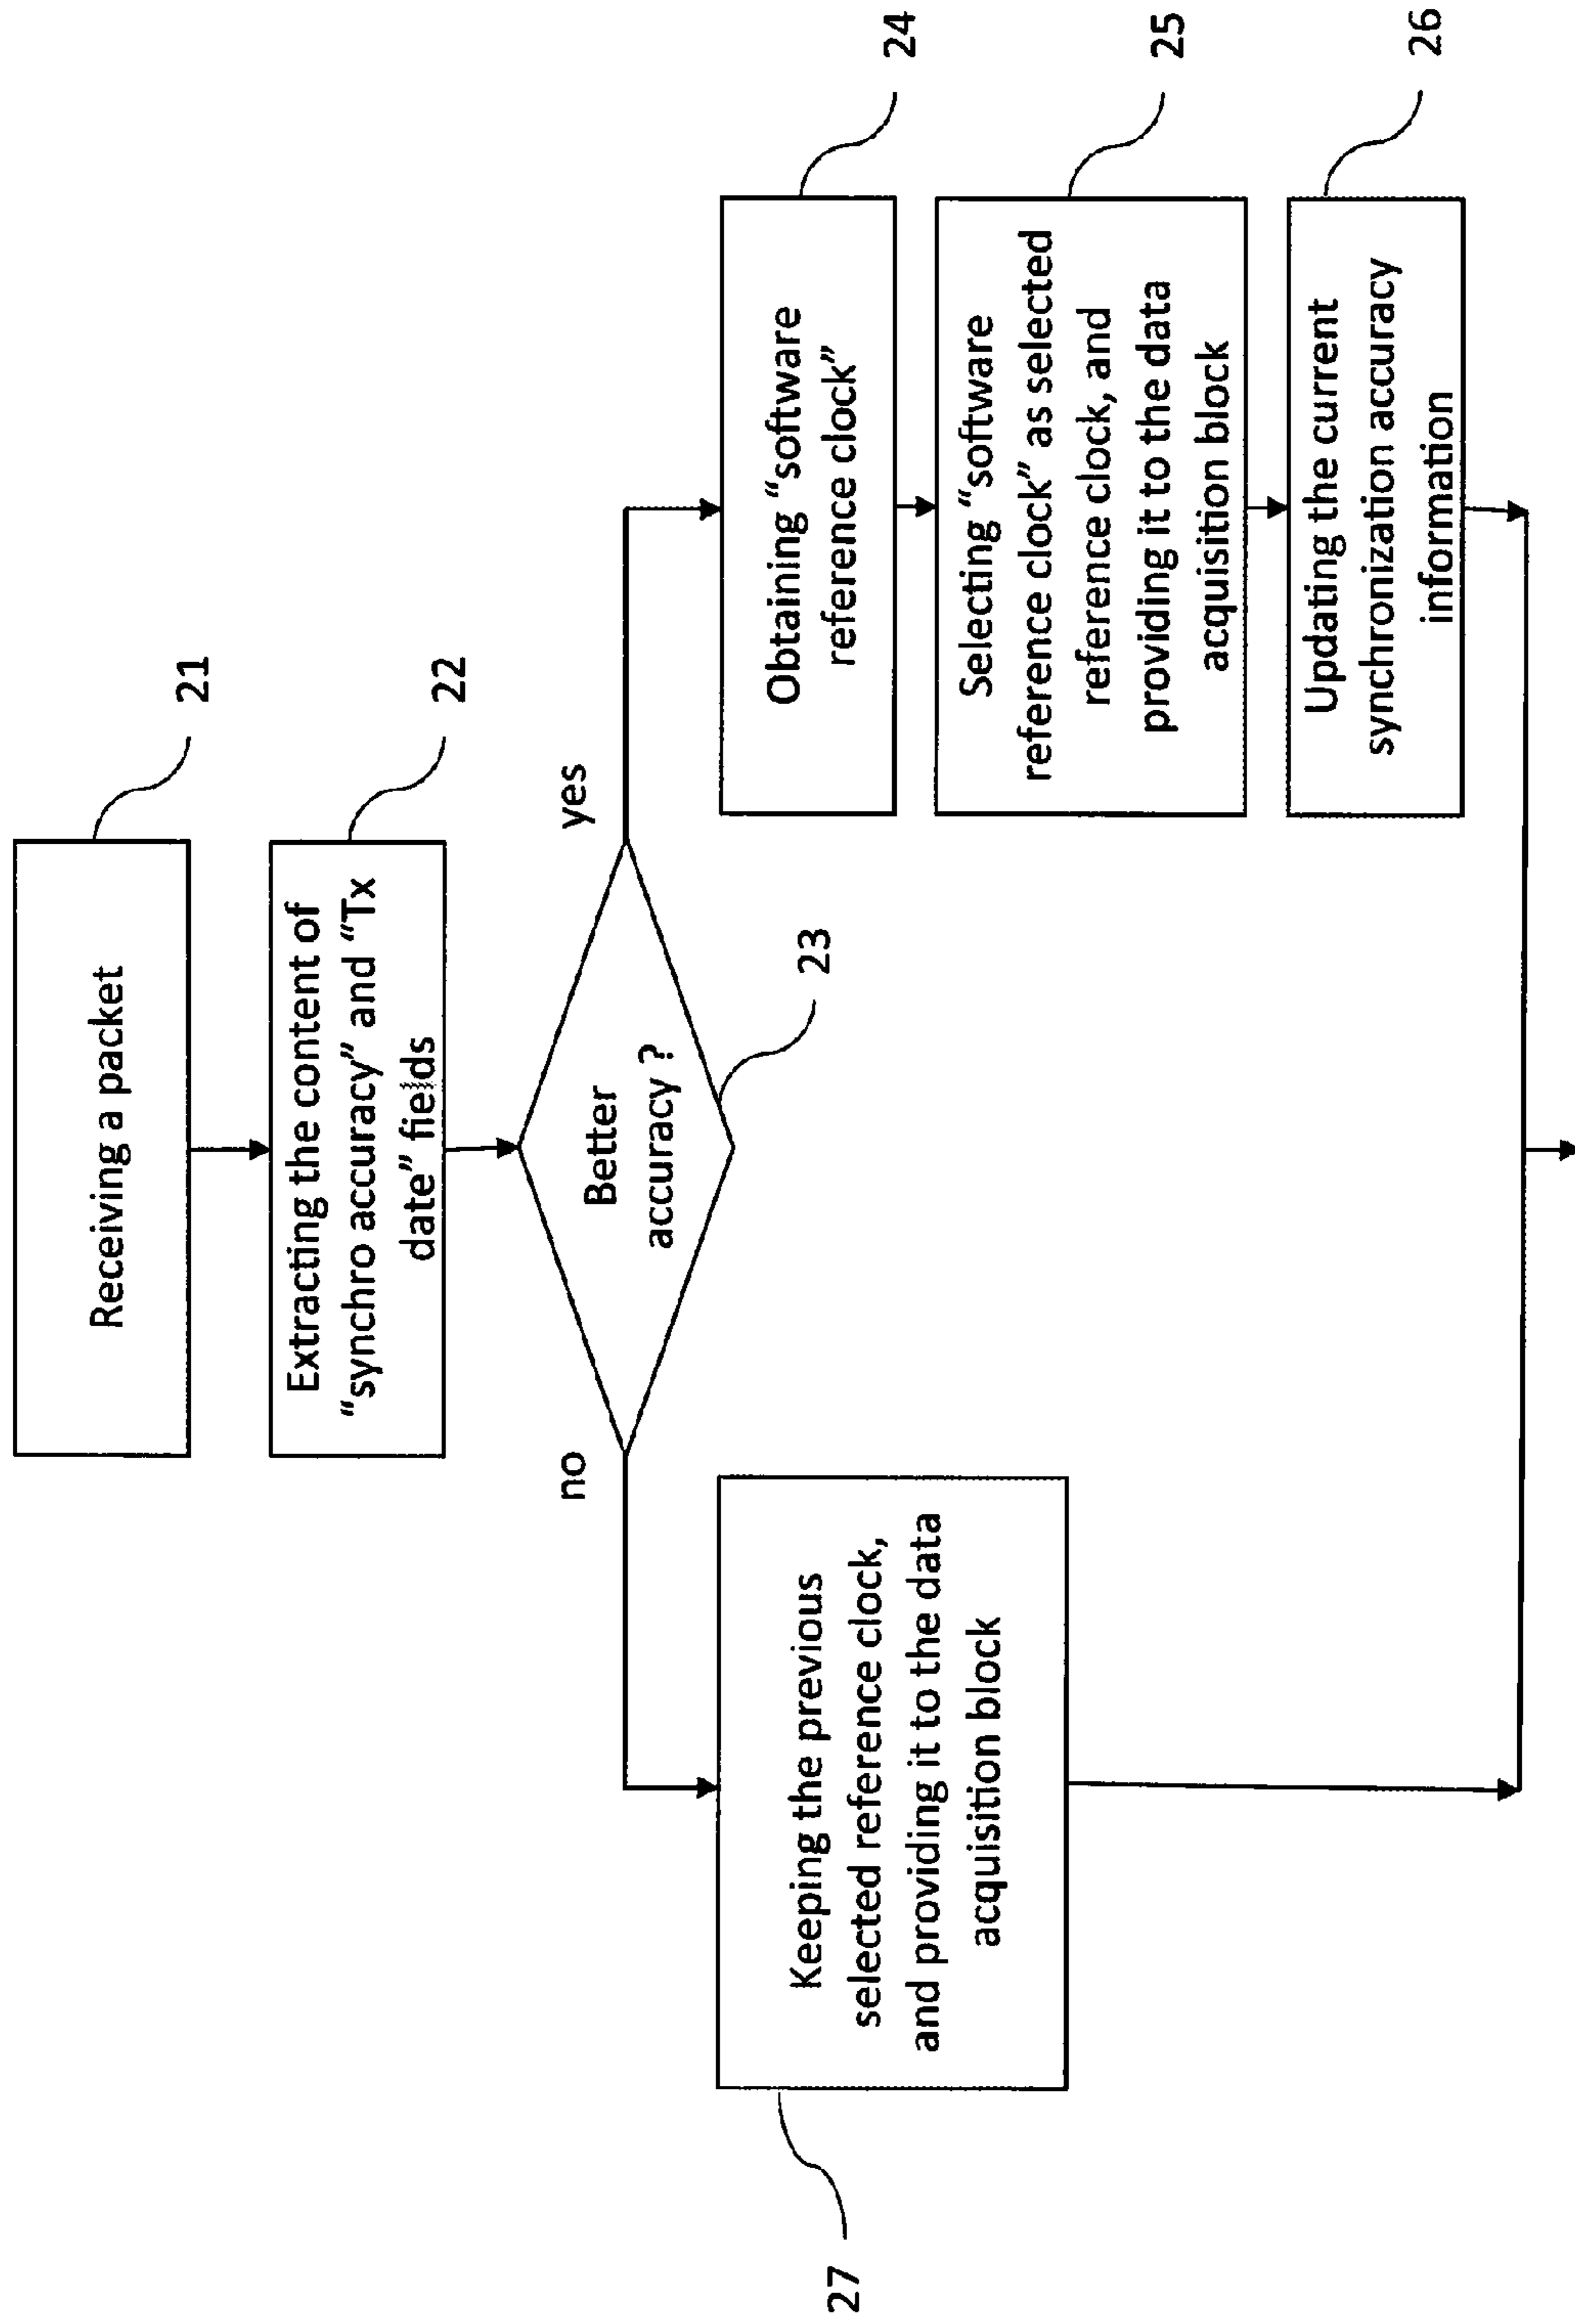 Receiving a packet
21
Extracting the content of
“synchro accuracy” and “Tx
date” fields
22
Better
accuracy ?
23
no
yes
Keeping the previous
selected reference clock,
and providing it to the data
acquisition block
27
Obtaining “software
reference clock”
24
Selecting “software
reference clock” as selected
reference clock, and
providing it to the data
acquisition block
25
Updating the current
synchronization accuracy
information
26